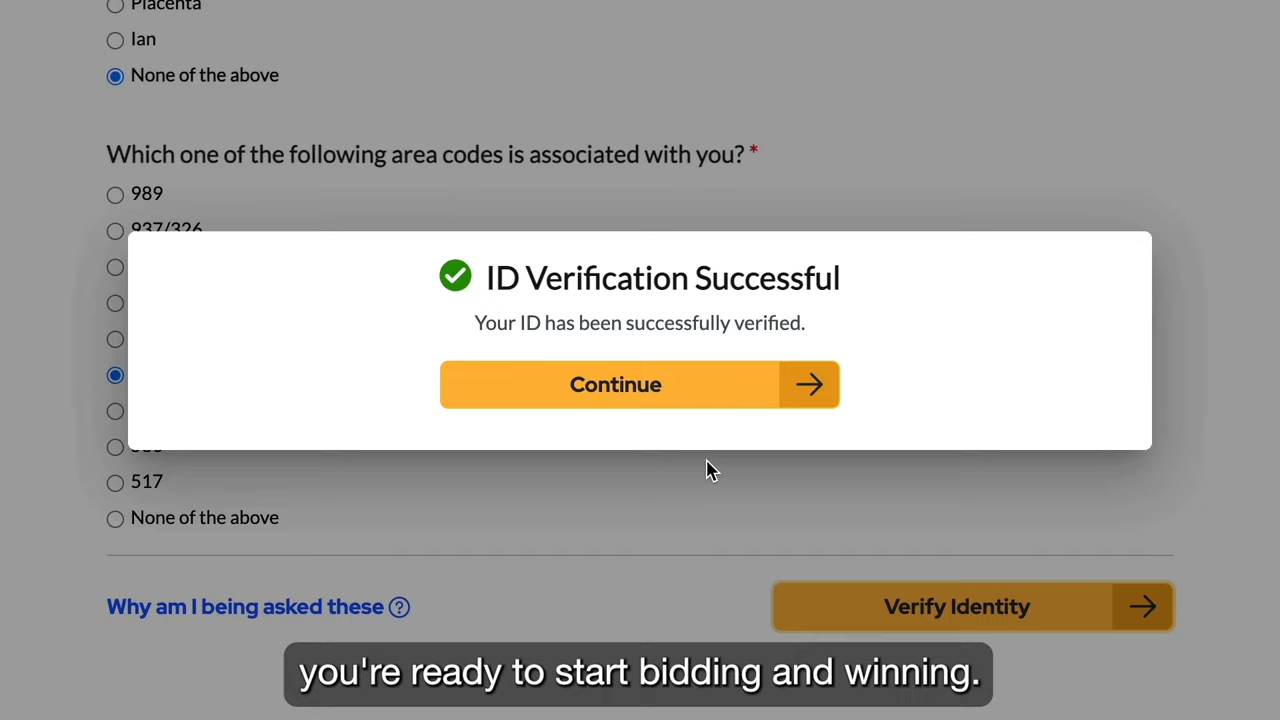 Placenta
Ian
None of the above
Which one of the following area codes is associated with you? *
989
937/326
ID Verification Successful
Your ID has been successfully verified.
Continue
517
None of the above
Why am I being asked these ?
Verify Identity
you're ready to start bidding and winning.